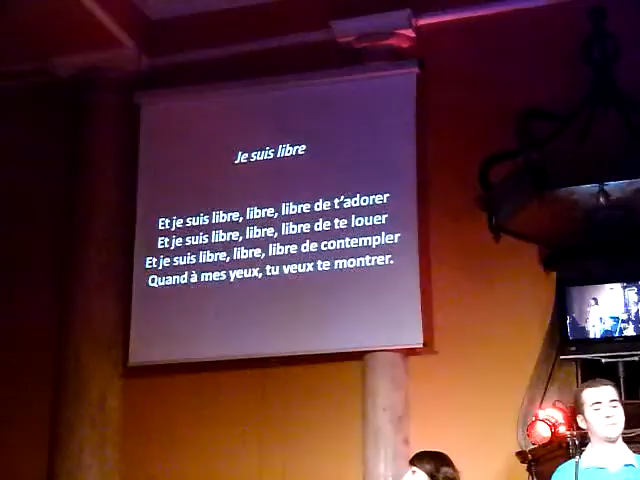 Je suis libre
Et je suis libre, libre, libre de t'adorer
Et je suis libre, libre, libre de te louer
Et je suis libre, libre, libre de contempler
Quand à mes yeux, tu veux te montrer.